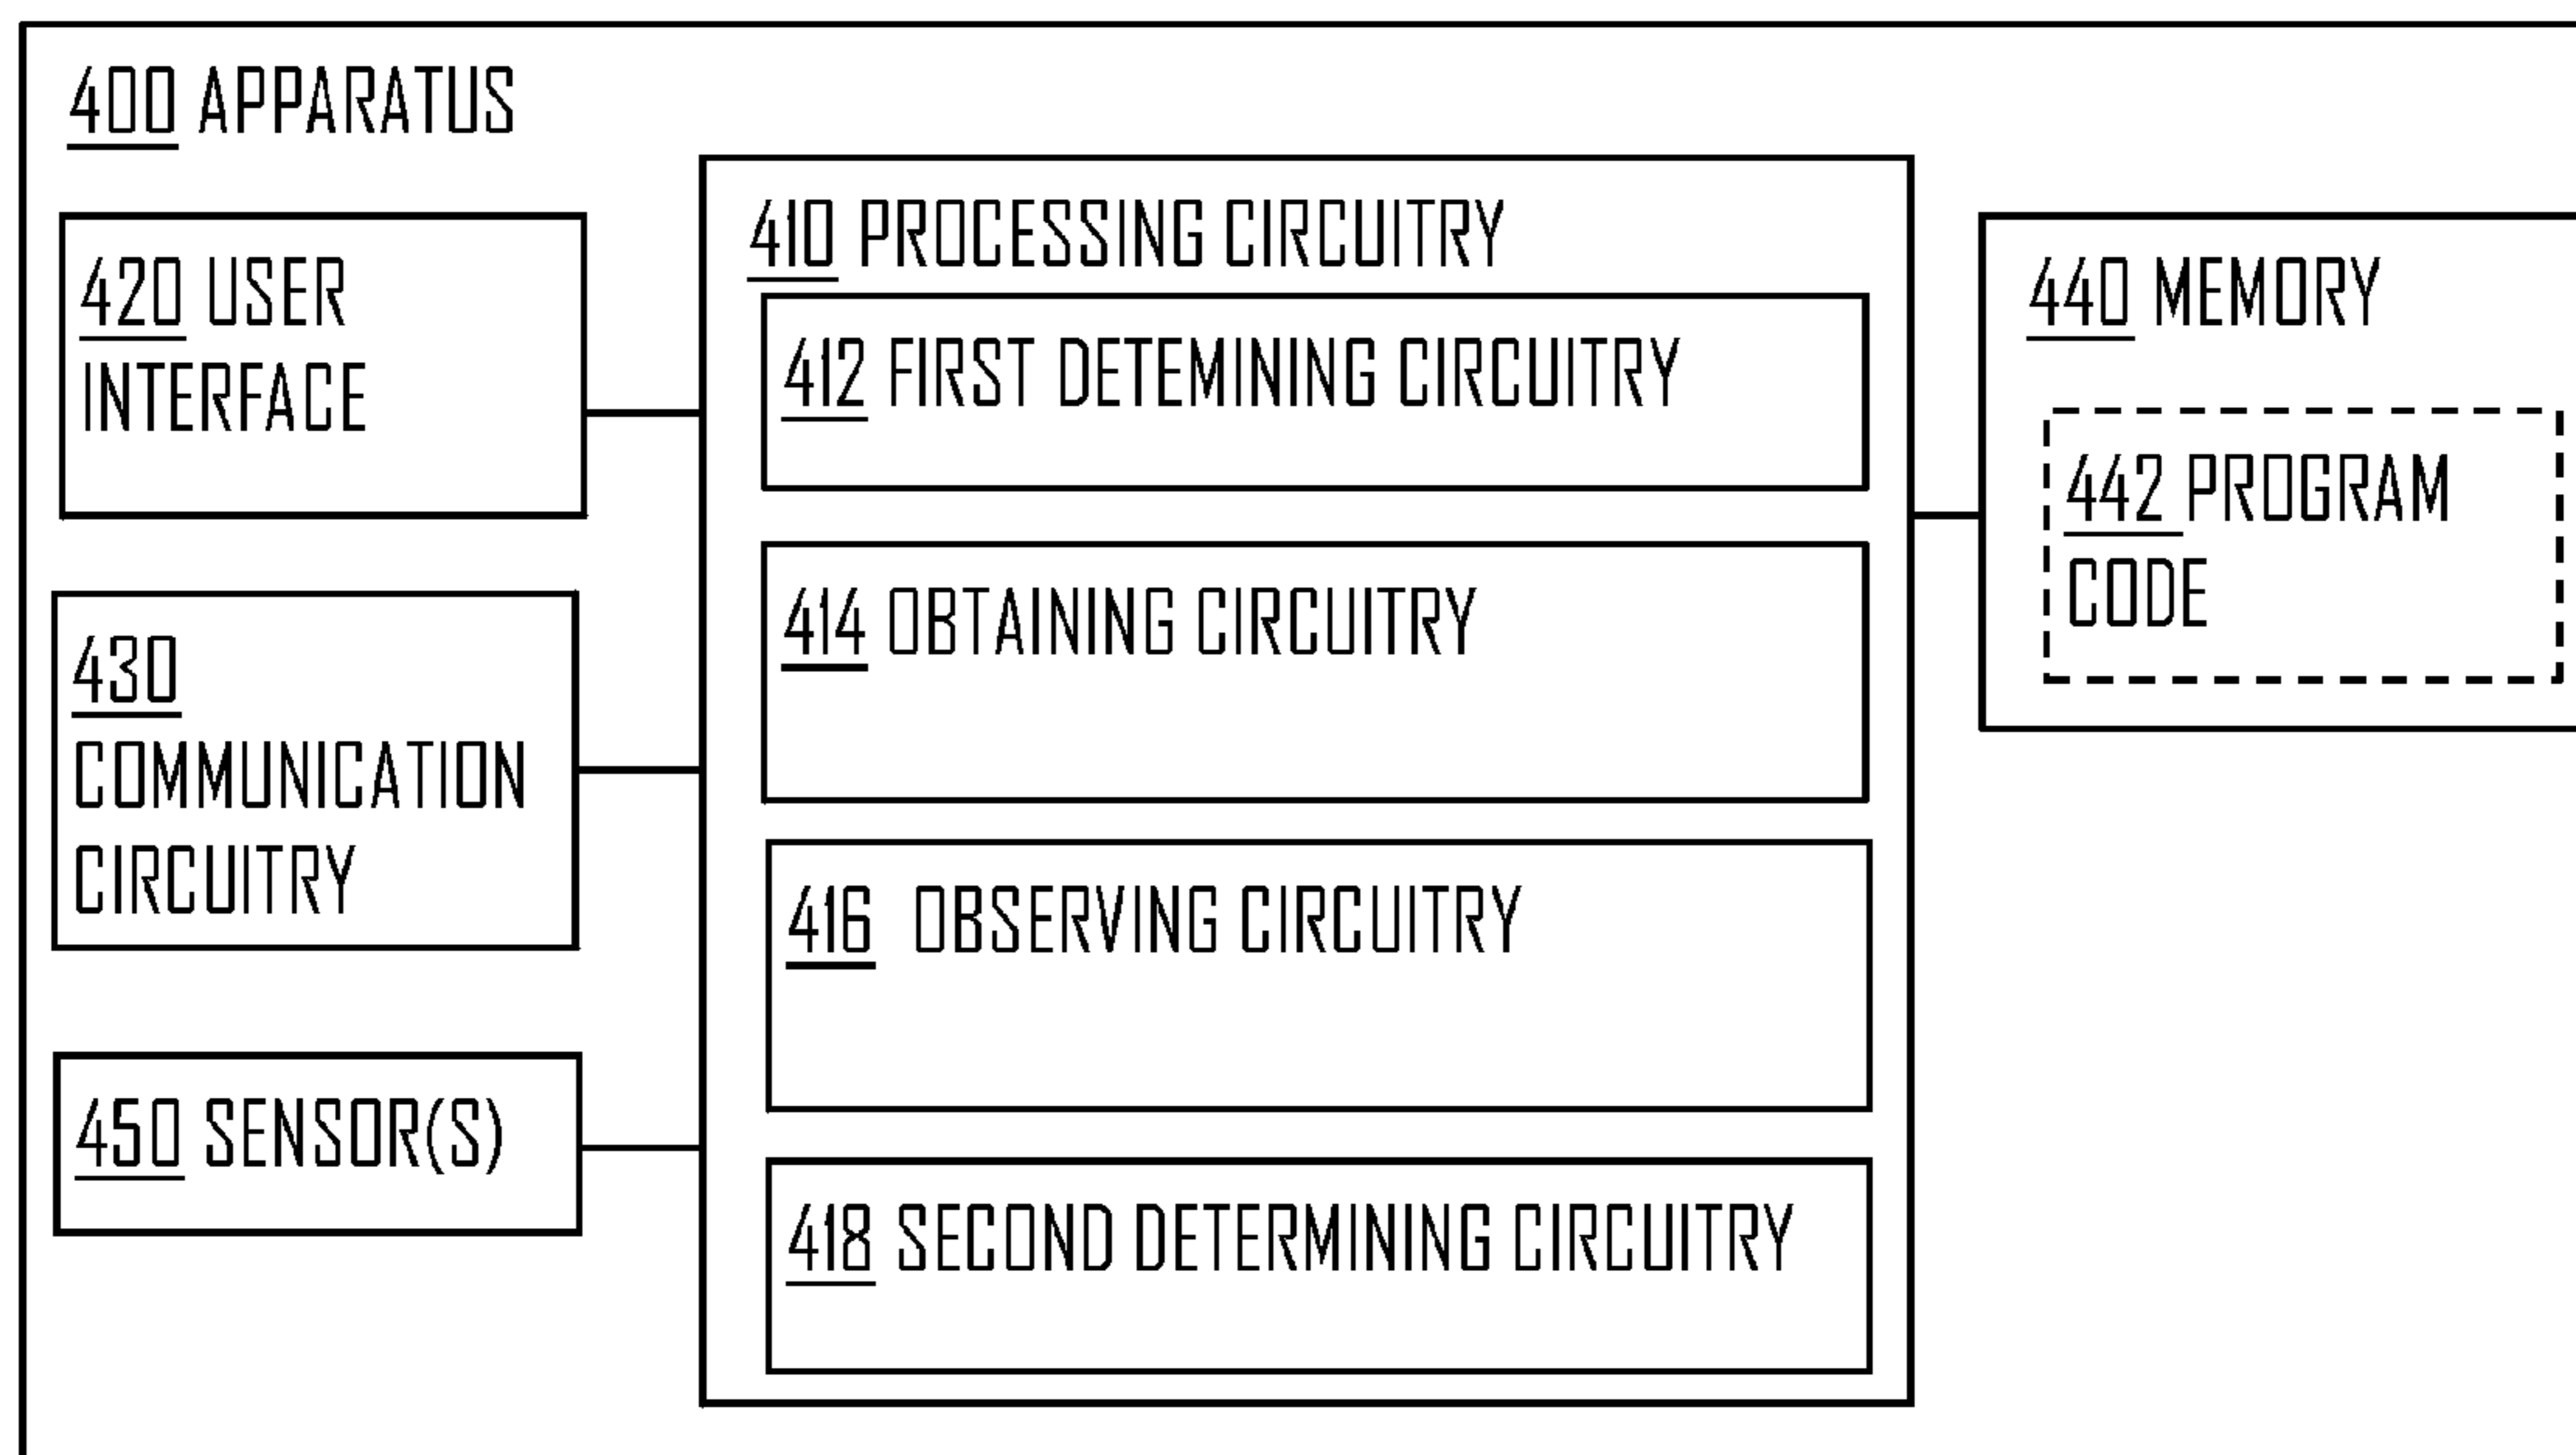 400 APPARATUS
420 USER
INTERFACE
430
COMMUNICATION
CIRCUITRY
450 SENSOR(S)
410 PROCESSING CIRCUITRY
412 FIRST DETEMINING CIRCUITRY
414 OBTAINING CIRCUITRY
416 OBSERVING CIRCUITRY
418 SECOND DETERMINING CIRCUITRY
440 MEMORY
442 PROGRAM
CODE